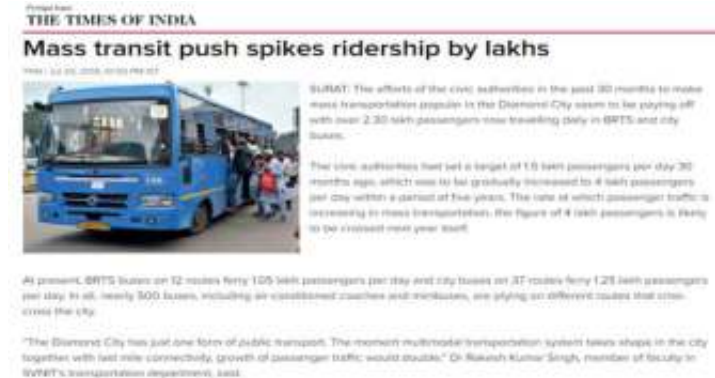 Printed from
THE TIMES OF INDIA
Mass transit push spikes ridership by lakhs
SURAT: The efforts of the civic authorities in the past 30 months to make
mass transportation popular in the Diamond City seem to be paying off
with over 2.30 lakh passengers now travelling daily in BRTS and city
buses.
The civic authorities had set a target of 1.5 lakh passengers per day 30
months ago, which was to be gradually increased to 4 lakh passengers
per day within a period of five years. The rate at which passenger traffic is
increasing in mass transportation, the figure of 4 lakh passengers is likely
to be crossed next year itself.
At present, BRTS buses on 12 routes ferry 1.05 lakh passengers per day and city buses on 37 routes ferry 1.25 lakh passengers
per day. In all, nearly 500 buses, including air-conditioned coaches and minibuses, are plying on different routes that criss-
cross the city.
"The Diamond City has just one form of public transport. The moment multimodal transportation system takes shape in the city
together with last mile connectivity, growth of passenger traffic would double," Dr Rakesh Kumar Singh, member of faculty in
SVNIT's transportation department, said.